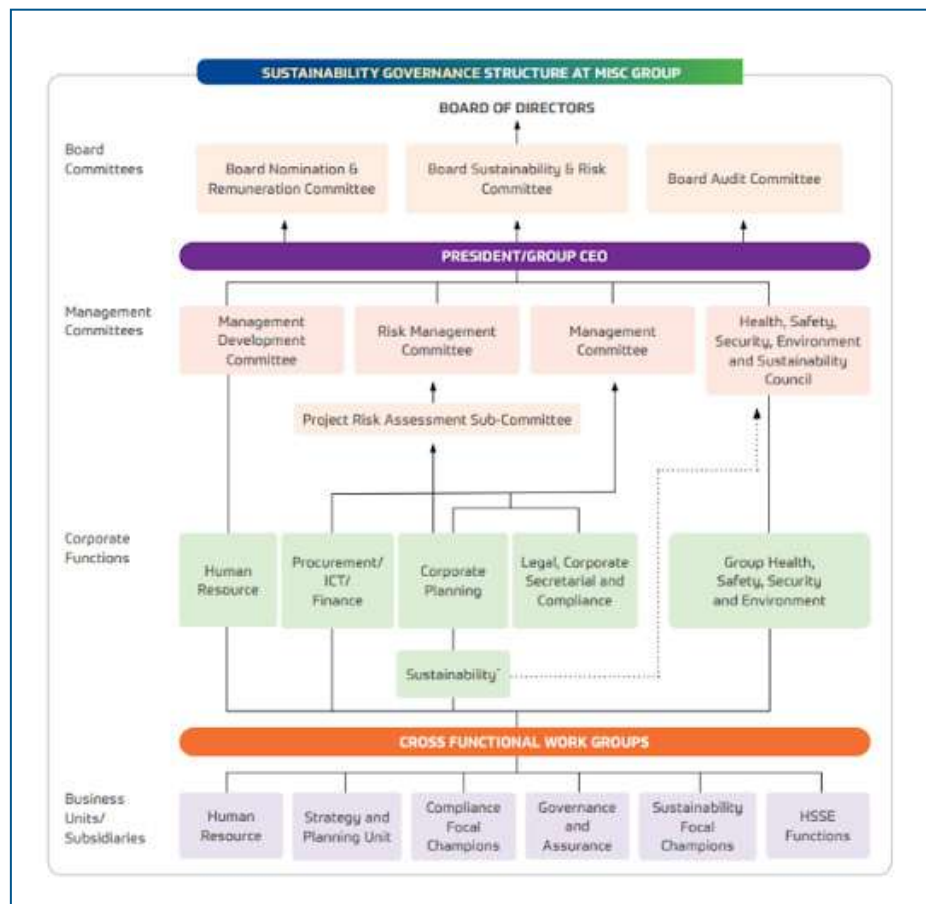 SUSTAINABILITY GOVERNANCE STRUCTURE AT MISC GROUP
BOARD OF DIRECTORS
Board
Committees
Board Nomination &
Remuneration Committee
Board Sustainability & Risk
Committee
Board Audit Committee
PRESIDENT/GROUP CEO
Management
Committees
Management
Development
Committee
Risk Management
Committee
Management
Committee
Health, Safety,
Security, Environment
and Sustainability
Council
Project Risk Assessment Sub-Committee
Corporate
Functions
Human
Resource
Procurement/
ICT/
Finance
Corporate
Planning
Legal, Corporate
Secretarial and
Compliance
Group Health,
Safety, Security
and Environment
Sustainability*
CROSS FUNCTIONAL WORK GROUPS
Business
Units/
Subsidiaries
Human
Resource
Strategy and
Planning Unit
Compliance
Focal
Champions
Governance
and
Assurance
Sustainability
Focal
Champions
HSSE
Functions